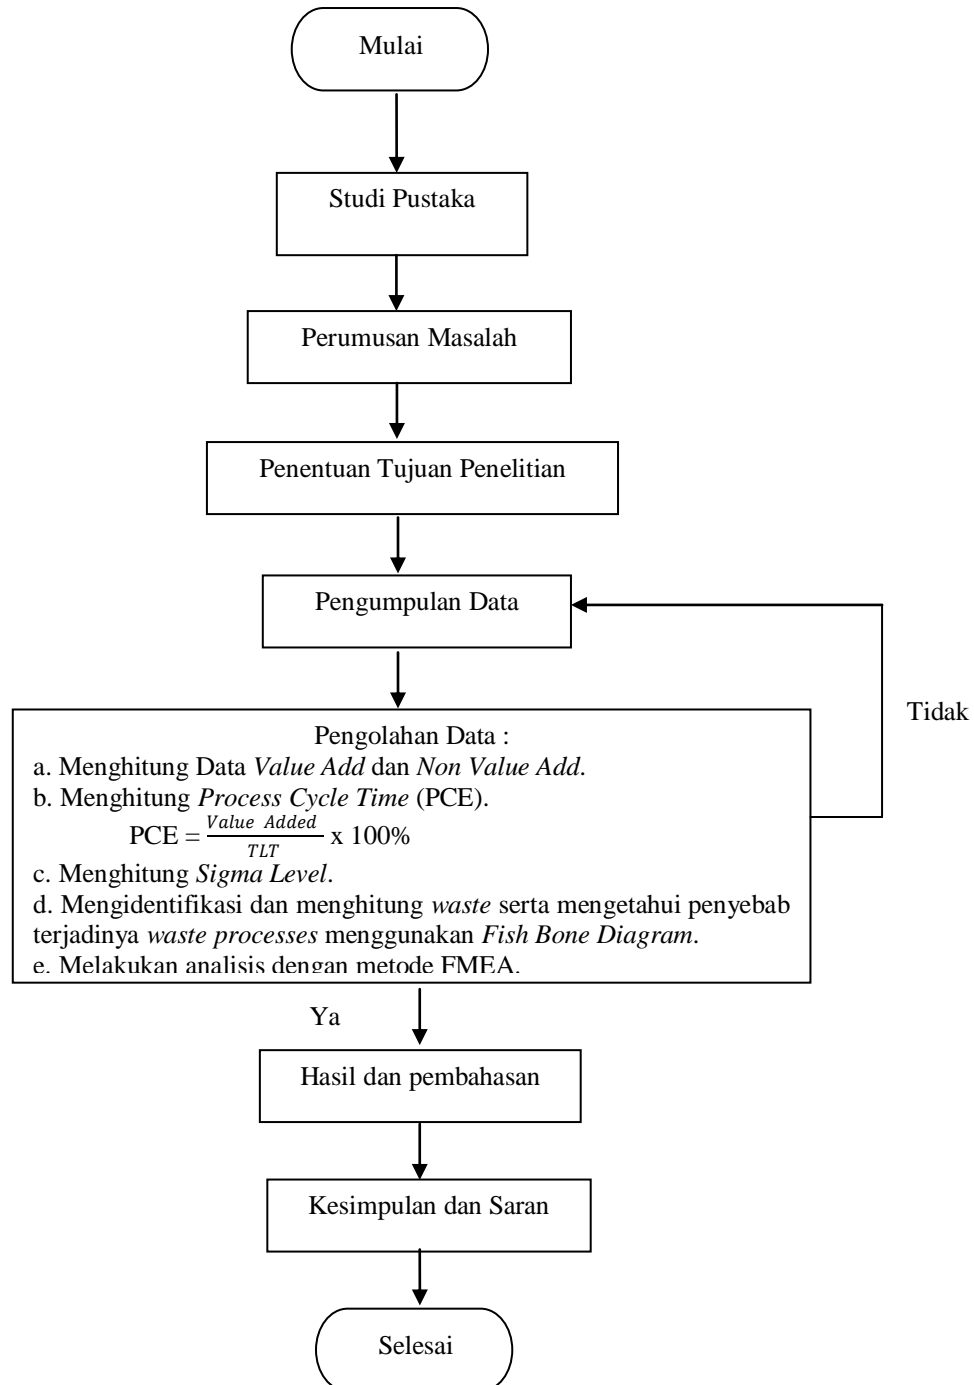 Mulai
Studi Pustaka
Perumusan Masalah
Penentuan Tujuan Penelitian
Pengumpulan Data
Tidak
Pengolahan Data :
a. Menghitung Data Value Add dan Non Value Add.
b. Menghitung Process Cycle Time (PCE).
PCE = Value Added / TLT x 100%
c. Menghitung Sigma Level.
d. Mengidentifikasi dan menghitung waste serta mengetahui penyebab
terjadinya waste processes menggunakan Fish Bone Diagram.
e. Melakukan analisis dengan metode FMEA.
Ya
Hasil dan pembahasan
Kesimpulan dan Saran
Selesai